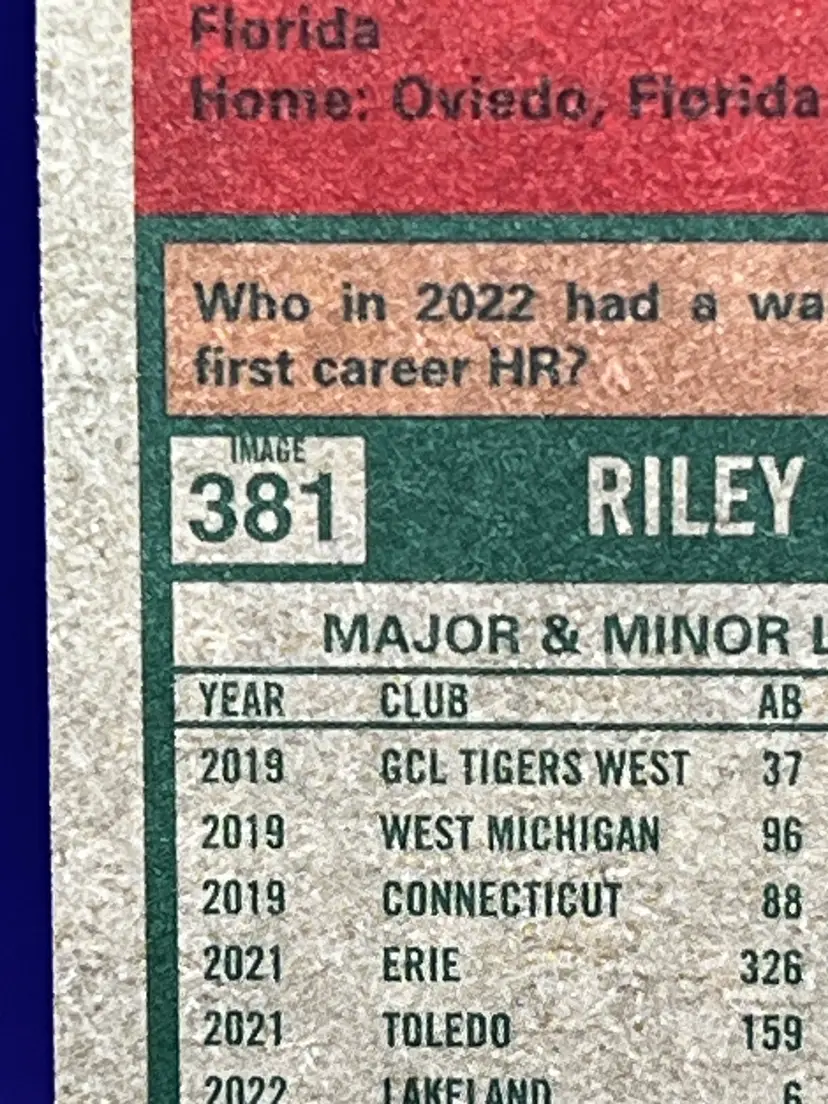 Florida
Home: Oviedo, Florida
Who in 2022 had a wa
first career HR?
IMAGE
381
RILEY
MAJOR & MINOR L
YEAR CLUB AB
2019 GCL TIGERS WEST 37
2019 WEST MICHIGAN 96
2019 CONNECTICUT 88
2021 ERIE 326
2021 TOLEDO 159
2022 LAKELAND 6